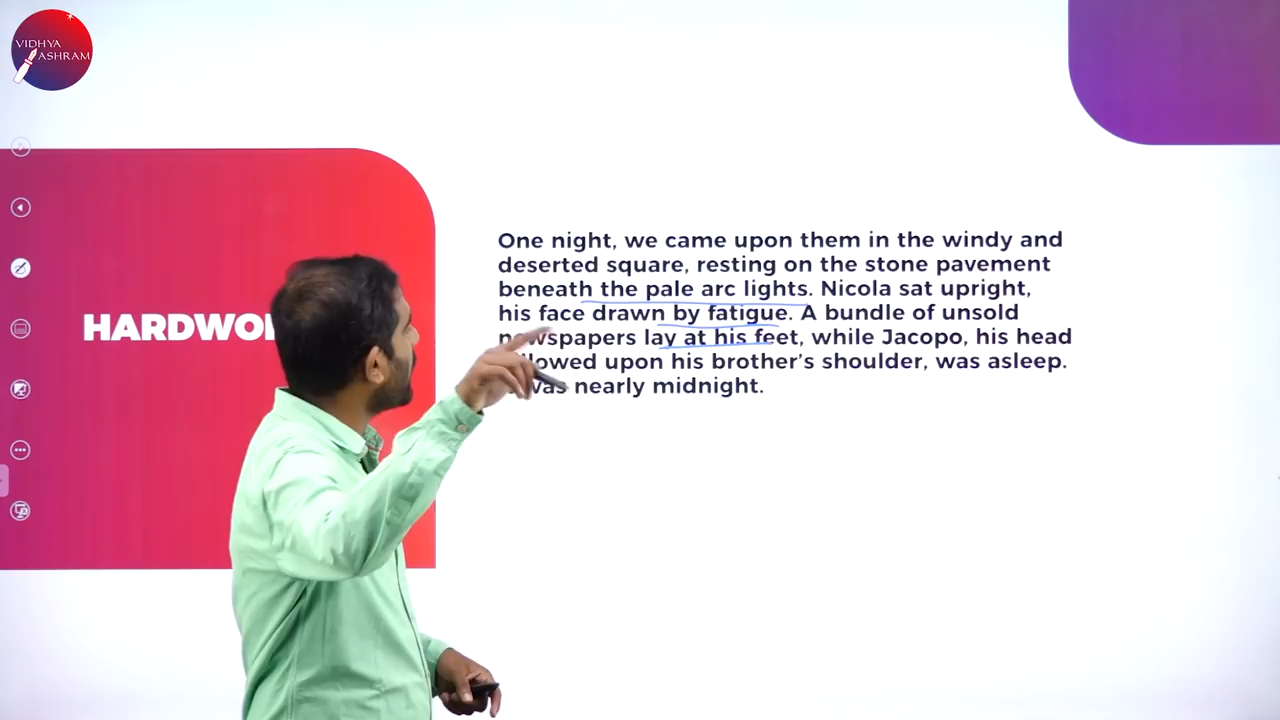 VIDHYA
ASHRAM
HARDWO
One night, we came upon them in the windy and
deserted square, resting on the stone pavement
beneath the pale arc lights. Nicola sat upright,
his face drawn by fatigue. A bundle of unsold
newspapers lay at his feet, while Jacopo, his head
upon his brother's shoulder, was asleep.
was nearly midnight.